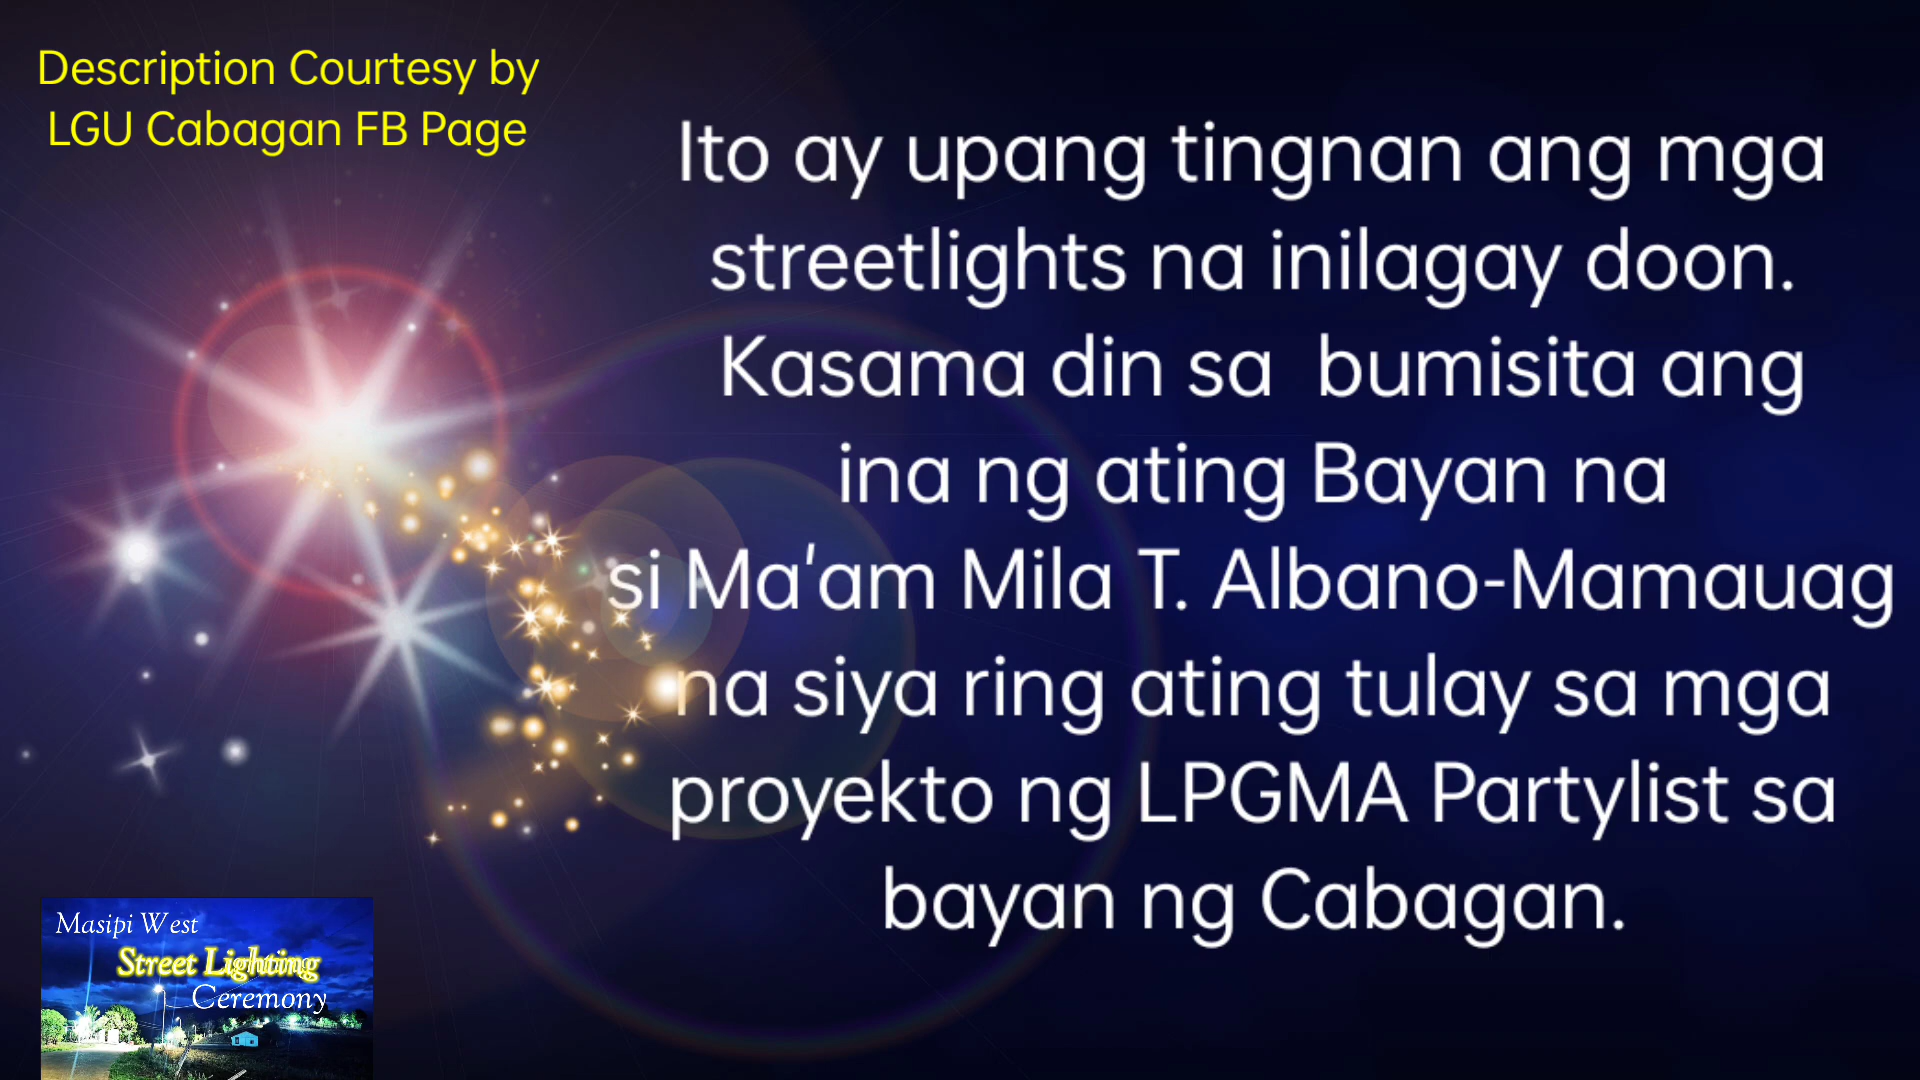 Description Courtesy by
LGU Cabagan FB Page
Ito ay upang tingnan ang mga
streetlights na inilagay doon.
Kasama din sa  bumisita ang
ina ng ating Bayan na
si Ma'am Mila T. Albano-Mamauag
na siya ring ating tulay sa mga
proyekto ng LPGMA Partylist sa
bayan ng Cabagan.
Masipi West
Street Lighting
Ceremony